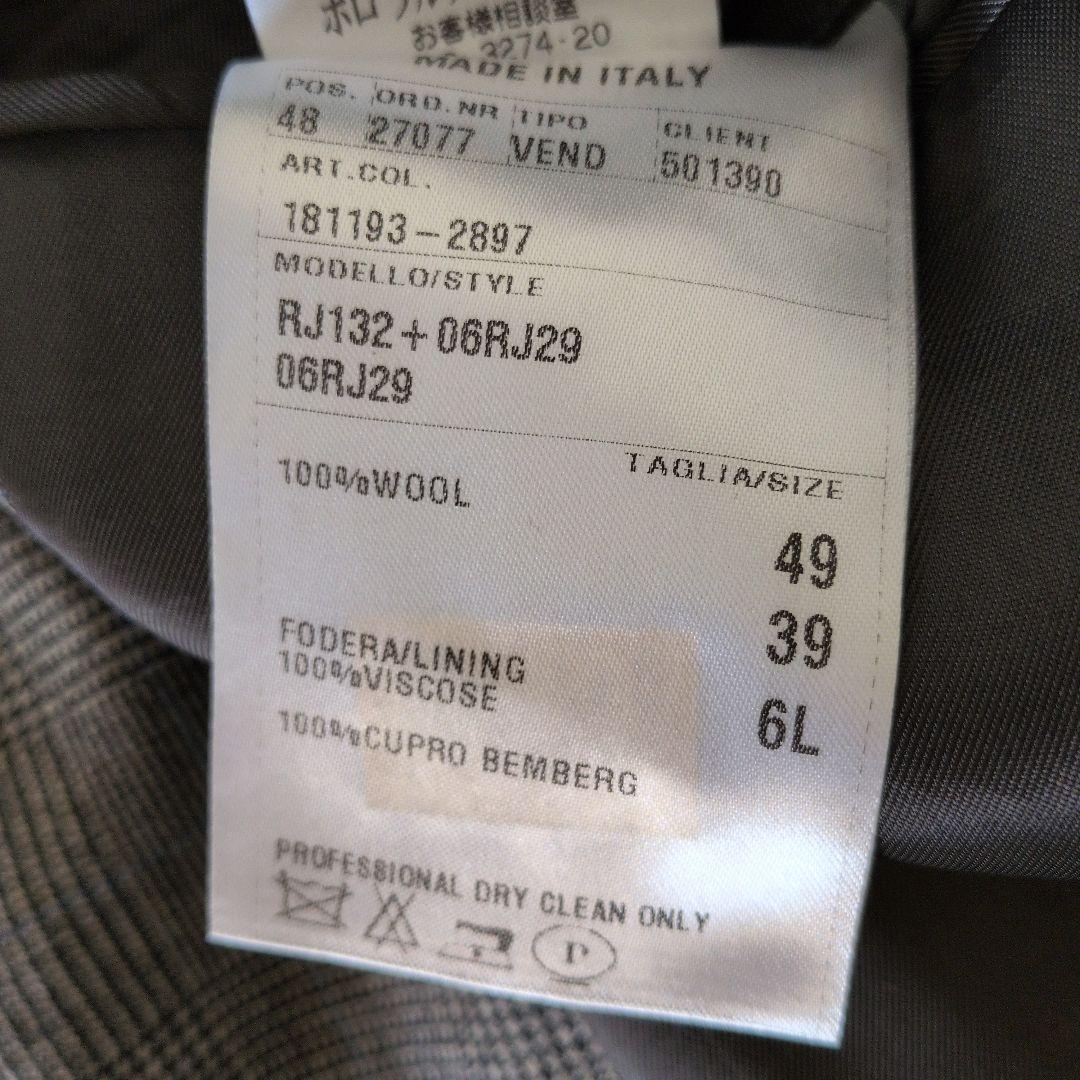 お客様相談室
3274-20
MADE IN ITALY
POS. ORD.NR TIPO CLIENT
48 27077 VEND 501390
ART.COL.
181193-2897
MODELLO/STYLE
RJ132+06RJ29
06RJ29
TAGLIA/SIZE
100%WOOL
49
39
6L
FODERA/LINING
100%VISCOSE
100%CUPRO BEMBERG
PROFESSIONAL DRY CLEAN ONLY
P